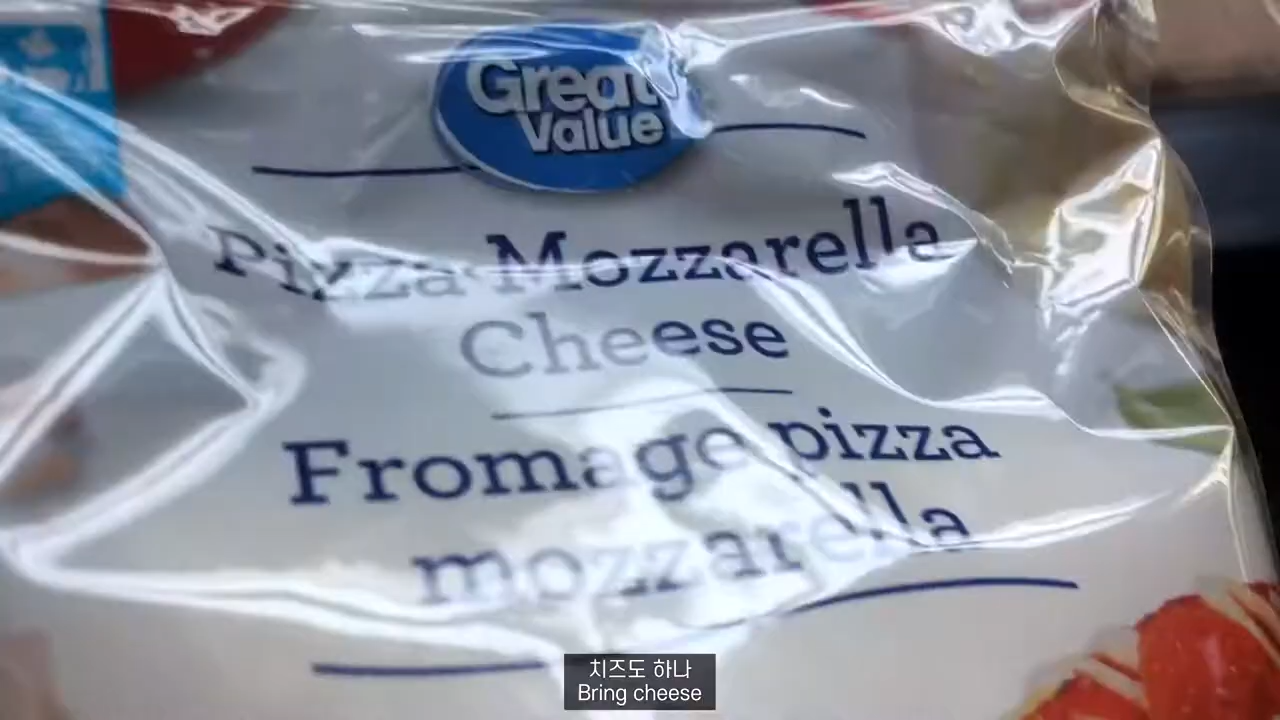 Great
Value
Pizza Mozzarella
Cheese
Fromage pizza
mozzarella
치즈도 하나
Bring cheese